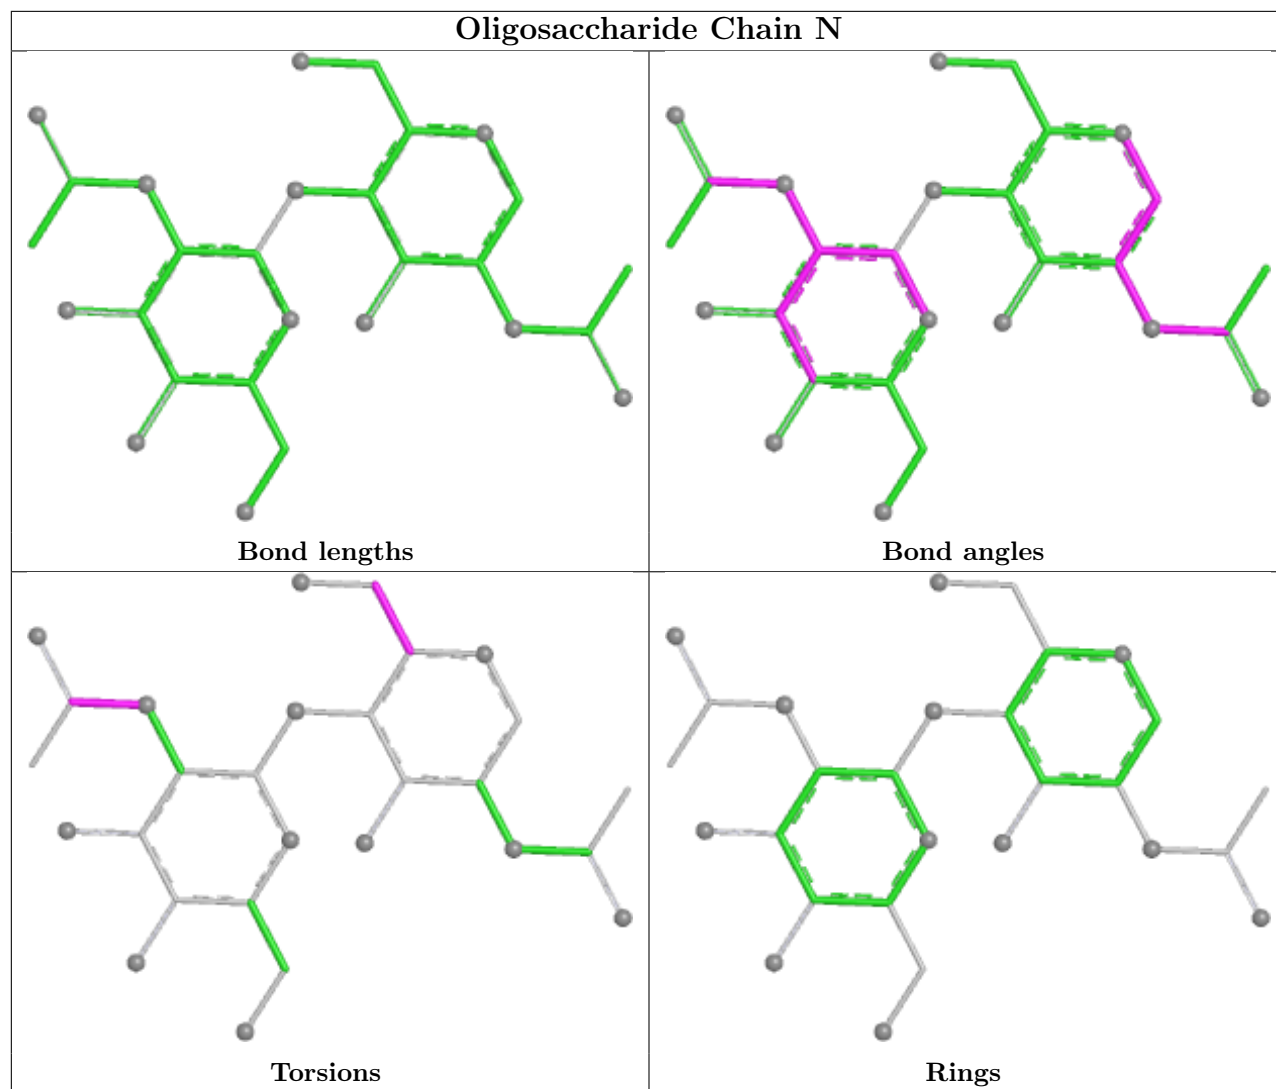 Oligosaccharide Chain N
Bond lengths
Bond angles
Torsions
Rings